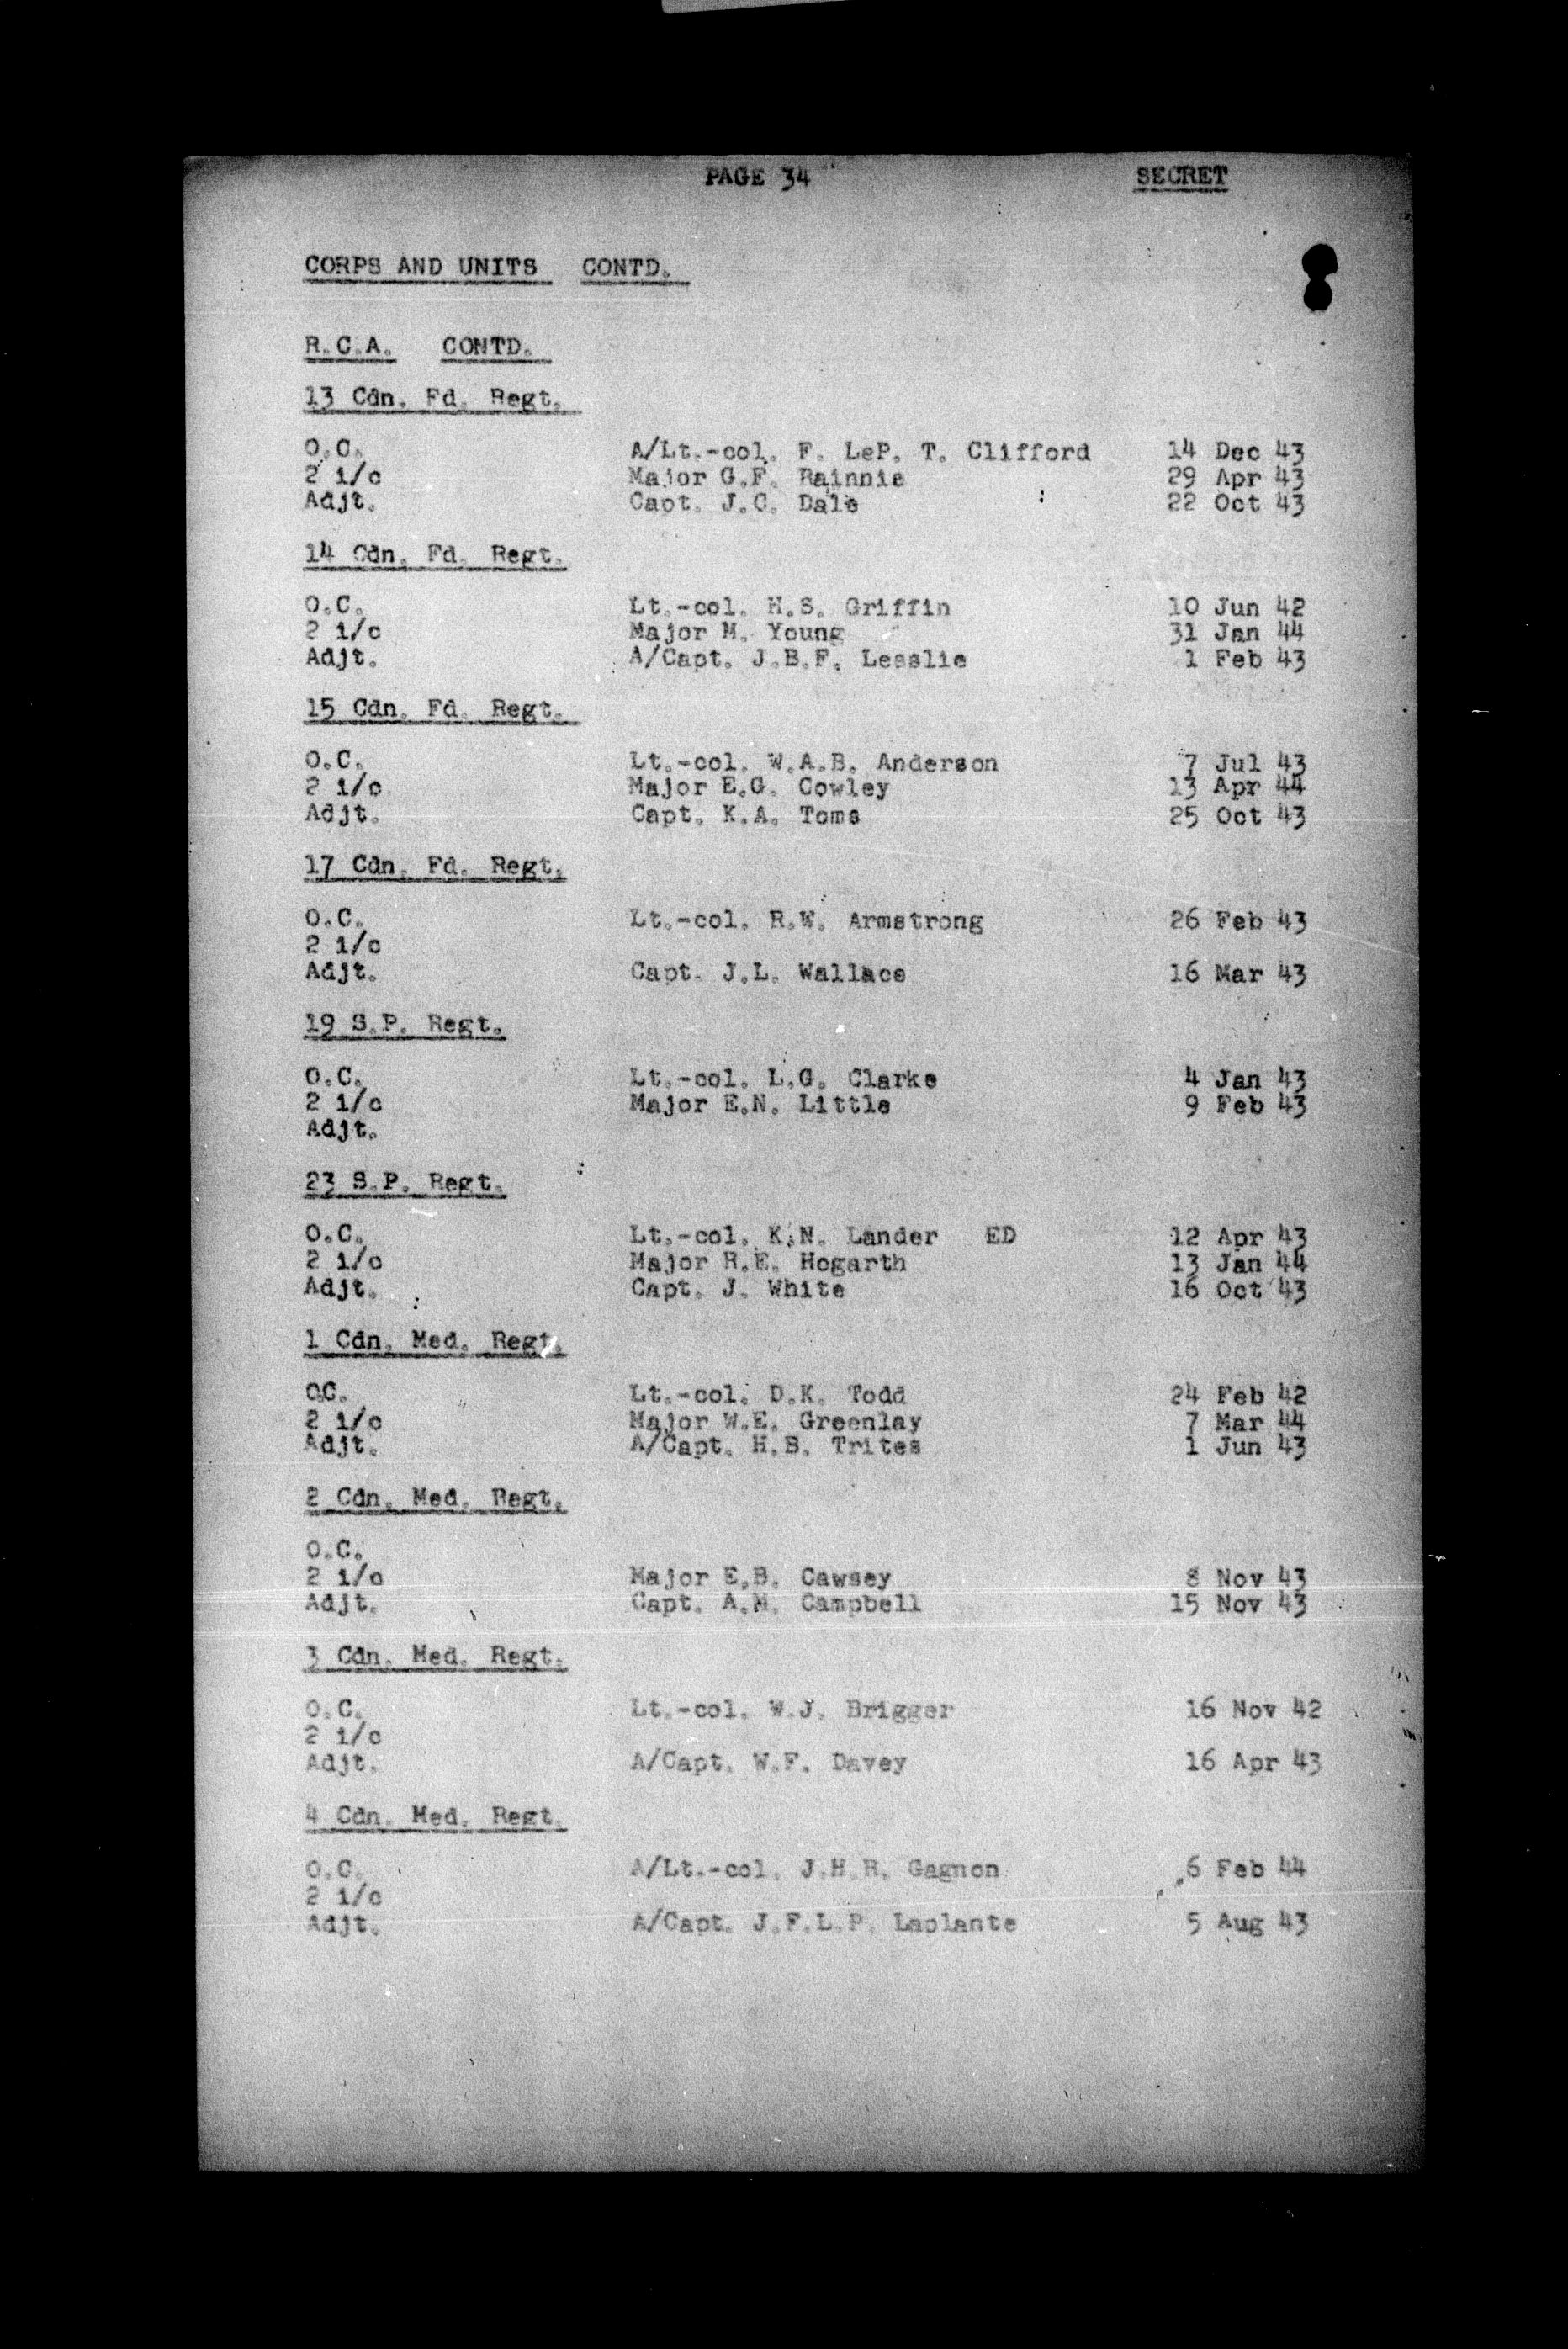 PAGE 34 SECRET
CORPS AND UNITS CONTD.
R.C.A. CONTD.
13 Cdn. Fd. Regt.
O.C. A/Lt.-col. F. LeP. T. Clifford 14 Dec 43
2 i/c Major G.F. Rainnie 29 Apr 43
Adjt. Capt. J.C. Dale 22 Oct 43
14 Cdn. Fd. Regt.
O.C. Lt.-col. H.S. Griffin 10 Jun 42
2 i/c Major M. Young 31 Jan 44
Adjt. A/Capt. J.B.F. Lesslie 1 Feb 43
15 Cdn. Fd. Regt.
O.C. Lt.-col. W.A.B. Anderson 7 Jul 43
2 i/c Major E.G. Cowley 13 Apr 44
Adjt. Capt. K.A. Toms 25 Oct 43
17 Cdn. Fd. Regt.
O.C. Lt.-col. R.W. Armstrong 26 Feb 43
2 i/c
Adjt. Capt. J.L. Wallace 16 Mar 43
19 S.P. Regt.
O.C. Lt.-col. L.G. Clarke 4 Jan 43
2 i/c Major E.N. Little 9 Feb 43
Adjt.
23 S.P. Regt.
O.C. Lt.-col. K.N. Lander ED 12 Apr 43
2 i/c Major R.E. Hogarth 13 Jan 44
Adjt. Capt. J. White 16 Oct 43
1 Cdn. Med. Regt.
OC. Lt.-col. D.K. Todd 24 Feb 42
2 i/c Major W.E. Greenlay 7 Mar 44
Adjt. A/Capt. H.B. Trites 1 Jun 43
2 Cdn. Med. Regt.
O.C.
2 i/c Major E.B. Cawsey 8 Nov 43
Adjt. Capt. A.M. Campbell 15 Nov 43
3 Cdn. Med. Regt.
O.C. Lt.-col. W.J. Brigger 16 Nov 42
2 i/c
Adjt. A/Capt. W.F. Davey 16 Apr 43
4 Cdn. Med. Regt.
O.C. A/Lt.-col. J.H.R. Gagnon 6 Feb 44
2 i/c
Adjt. A/Capt. J.F.L.P. Laplante 5 Aug 43